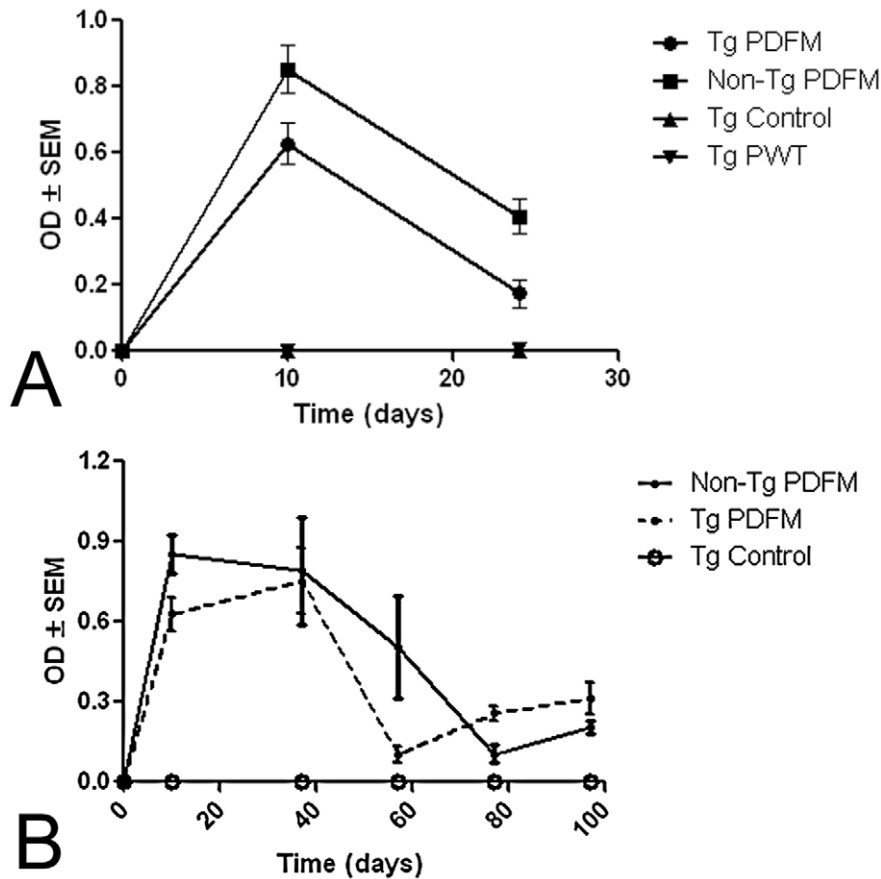 1.0
0.8
0.6
0.4
0.2
0.0
OD ± SEM
0 10 20 30
Time (days)
Tg PDFM
Non-Tg PDFM
Tg Control
Tg PWT
A
1.2
0.9
0.6
0.3
0.0
OD ± SEM
0 20 40 60 80 100
Time (days)
Non-Tg PDFM
Tg PDFM
Tg Control
B